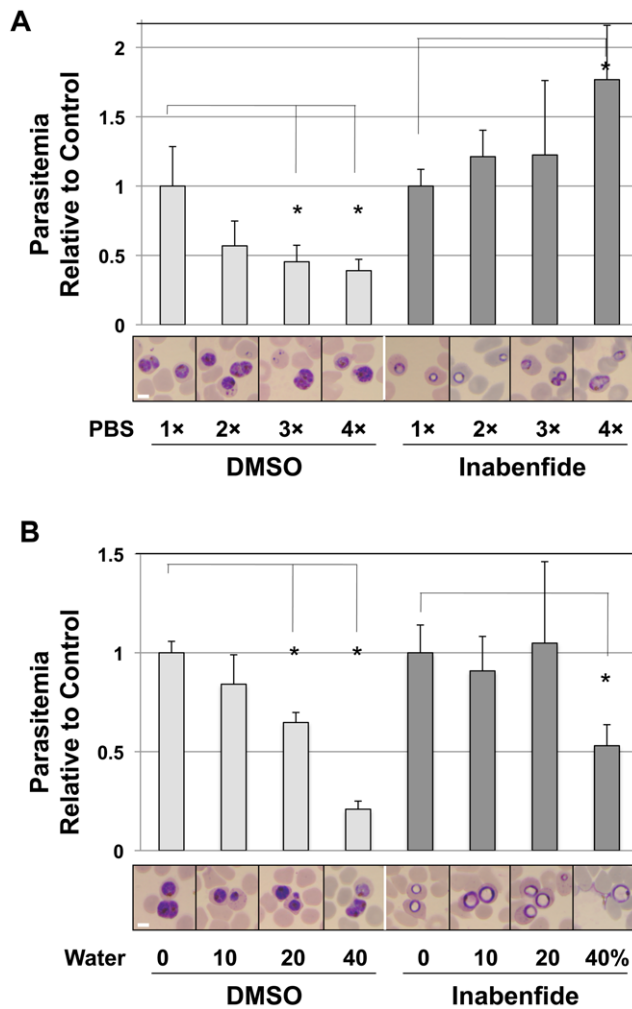 A
Parasitemia
Relative to Control
2
1.5
1
0.5
0
* * *
PBS 1× 2× 3× 4× 1× 2× 3× 4×
DMSO Inabenfide
B
Parasitemia
Relative to Control
1.5
1
0.5
0
* * *
Water 0 10 20 40 0 10 20 40%
DMSO Inabenfide